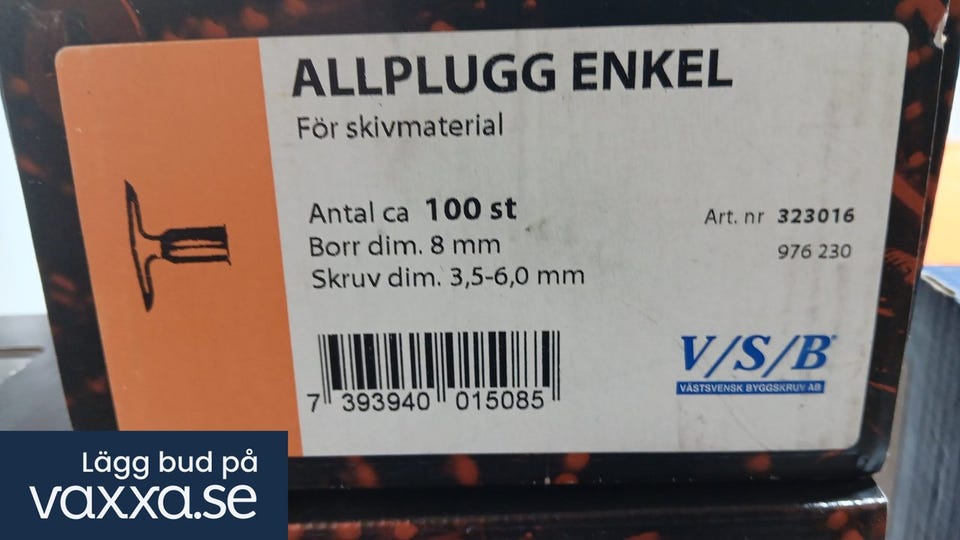 ALLPLUGG ENKEL
För skivmaterial
Antal ca 100 st
Borr dim. 8 mm
Skruv dim. 3,5-6,0 mm
Art. nr 323016
976 230
7 393940 015085
V/S/B
VÄSTSVENSK BYGGSKRUV AB
Lägg bud på
vaxxa.se